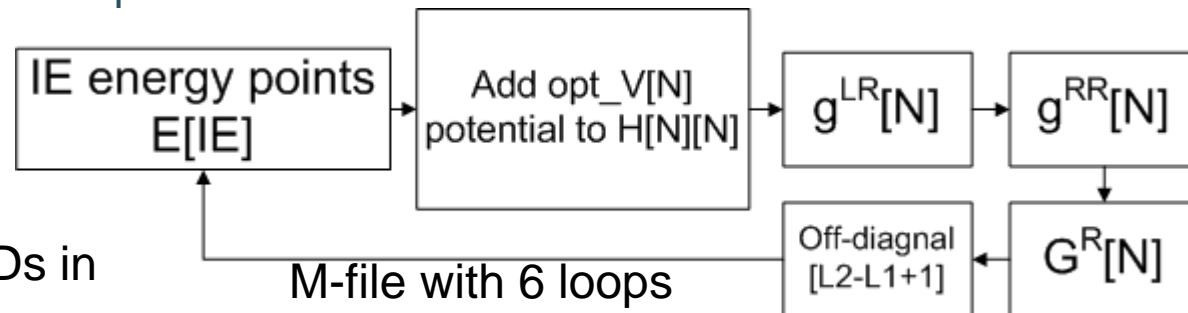 IE energy points
E[IE]
Add opt_V[N]
potential to H[N][N]
g^LR[N]
g^RR[N]
G^R[N]
Off-diagnal
[L2-L1+1]
M-file with 6 loops
in